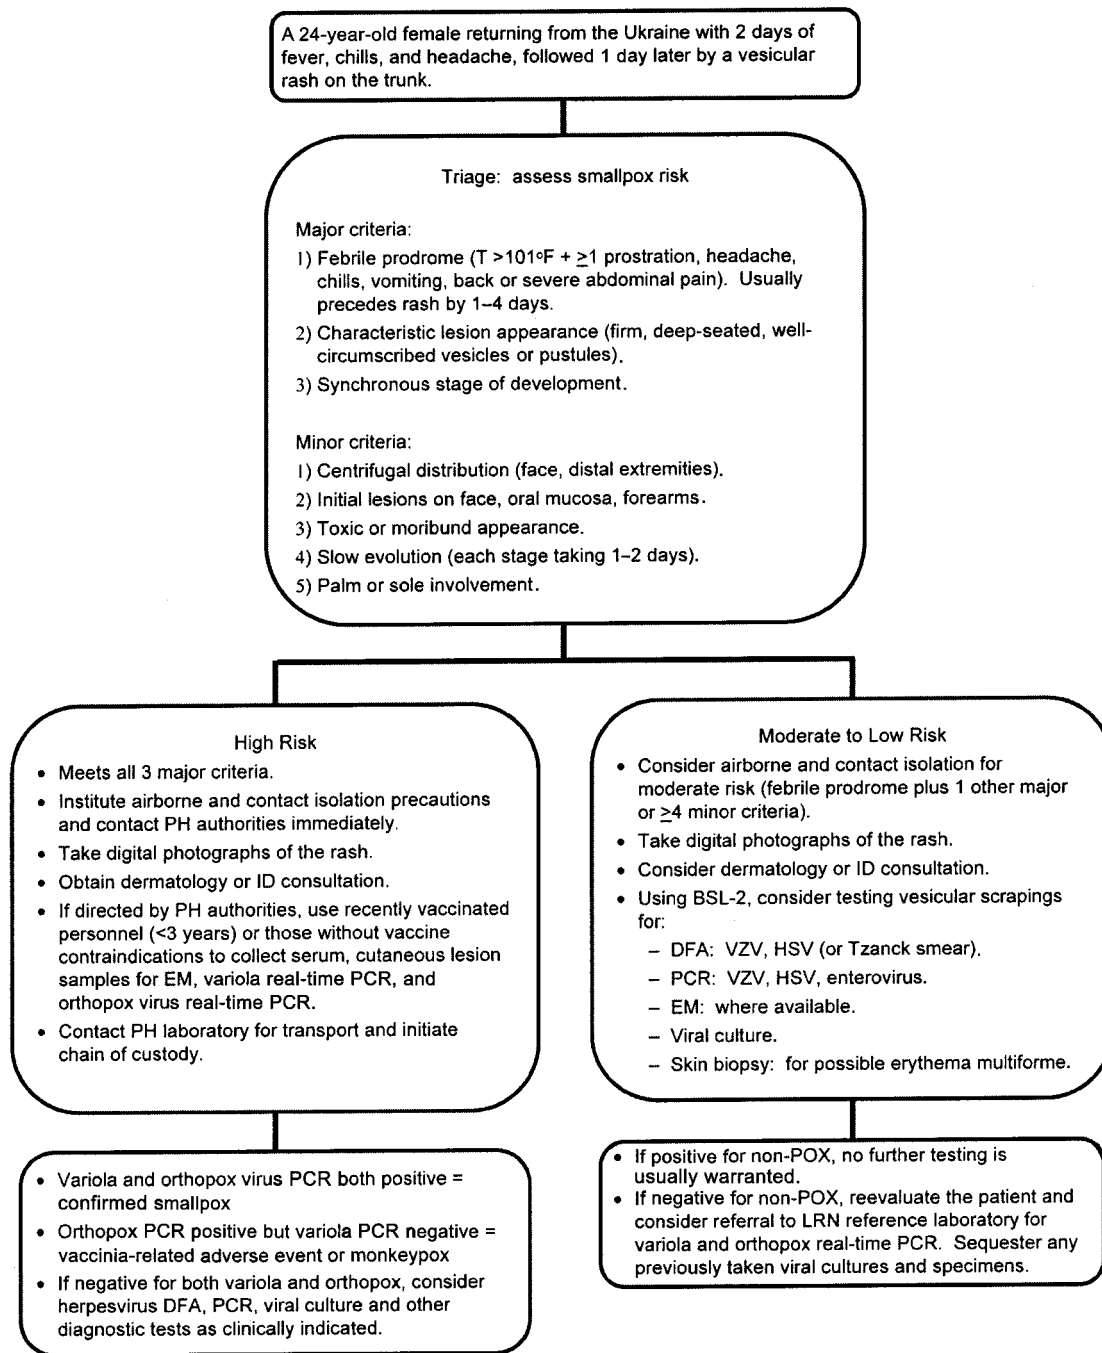 A 24-year-old female returning from the Ukraine with 2 days of
fever, chills, and headache, followed 1 day later by a vesicular
rash on the trunk.
Triage: assess smallpox risk
Major criteria:
1) Febrile prodrome (T >101°F + ≥1 prostration, headache,
chills, vomiting, back or severe abdominal pain). Usually
precedes rash by 1–4 days.
2) Characteristic lesion appearance (firm, deep-seated, well-
circumscribed vesicles or pustules).
3) Synchronous stage of development.
Minor criteria:
1) Centrifugal distribution (face, distal extremities).
2) Initial lesions on face, oral mucosa, forearms.
3) Toxic or moribund appearance.
4) Slow evolution (each stage taking 1–2 days).
5) Palm or sole involvement.
High Risk
• Meets all 3 major criteria.
• Institute airborne and contact isolation precautions
and contact PH authorities immediately.
• Take digital photographs of the rash.
• Obtain dermatology or ID consultation.
• If directed by PH authorities, use recently vaccinated
personnel (<3 years) or those without vaccine
contraindications to collect serum, cutaneous lesion
samples for EM, variola real-time PCR, and
orthopox virus real-time PCR.
• Contact PH laboratory for transport and initiate
chain of custody.
Moderate to Low Risk
• Consider airborne and contact isolation for
moderate risk (febrile prodrome plus 1 other major
or ≥4 minor criteria).
• Take digital photographs of the rash.
• Consider dermatology or ID consultation.
• Using BSL-2, consider testing vesicular scrapings
for:
– DFA: VZV, HSV (or Tzanck smear).
– PCR: VZV, HSV, enterovirus.
– EM: where available.
– Viral culture.
– Skin biopsy: for possible erythema multiforme.
• Variola and orthopox virus PCR both positive =
confirmed smallpox
• Orthopox PCR positive but variola PCR negative =
vaccinia-related adverse event or monkeypox
• If negative for both variola and orthopox, consider
herpesvirus DFA, PCR, viral culture and other
diagnostic tests as clinically indicated.
• If positive for non-POX, no further testing is
usually warranted.
• If negative for non-POX, reevaluate the patient and
consider referral to LRN reference laboratory for
variola and orthopox real-time PCR. Sequester any
previously taken viral cultures and specimens.